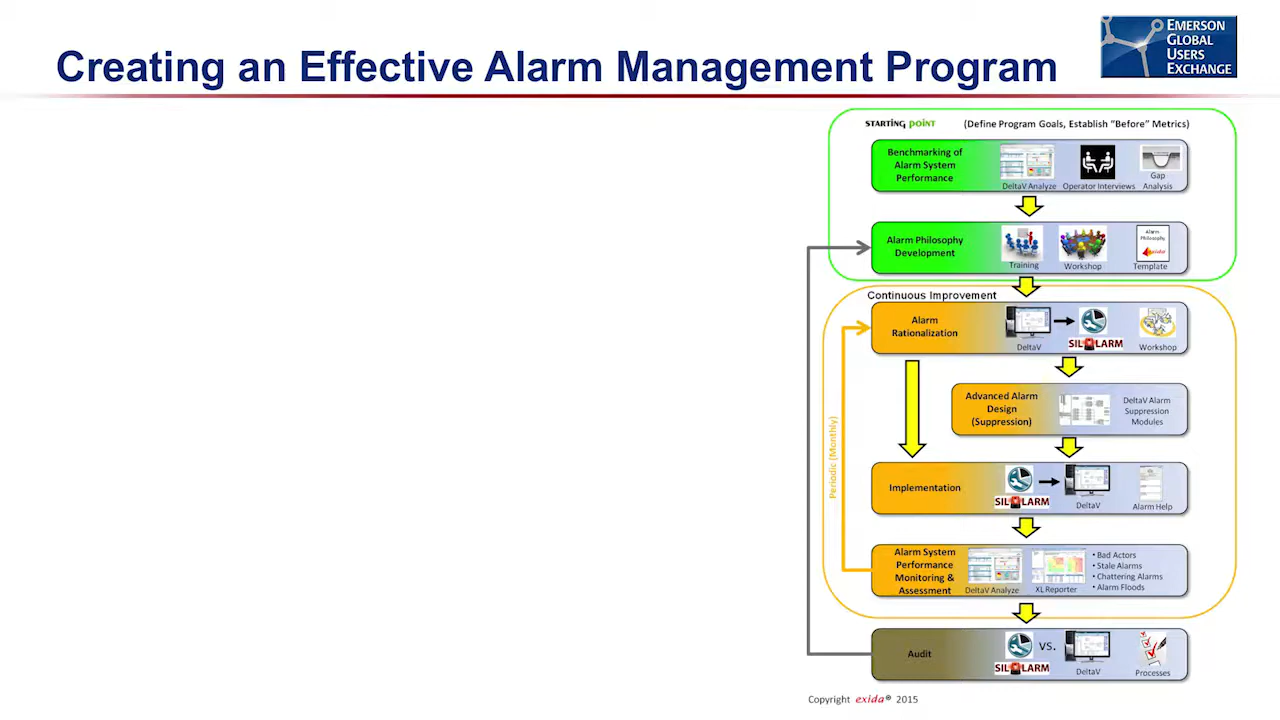 Creating an Effective Alarm Management Program
EMERSON
GLOBAL
USERS
EXCHANGE
STARTING POINT (Define Program Goals, Establish “Before” Metrics)
Benchmarking of
Alarm System
Performance
DeltaV Analyze
Operator Interviews
Gap
Analysis
Alarm Philosophy
Development
Training
Workshop
Alarm
Philosophy
exida
Template
Continuous Improvement
Alarm
Rationalization
DeltaV
SILALARM
Workshop
Advanced Alarm
Design
(Suppression)
DeltaV Alarm
Suppression
Modules
Periodic (Monthly)
Implementation
SILALARM
DeltaV
Alarm Help
Alarm System
Performance
Monitoring &
Assessment
DeltaV Analyze
XL Reporter
• Bad Actors
• Stale Alarms
• Chattering Alarms
• Alarm Floods
Audit
SILALARM
VS.
DeltaV
Processes
Copyright exida® 2015